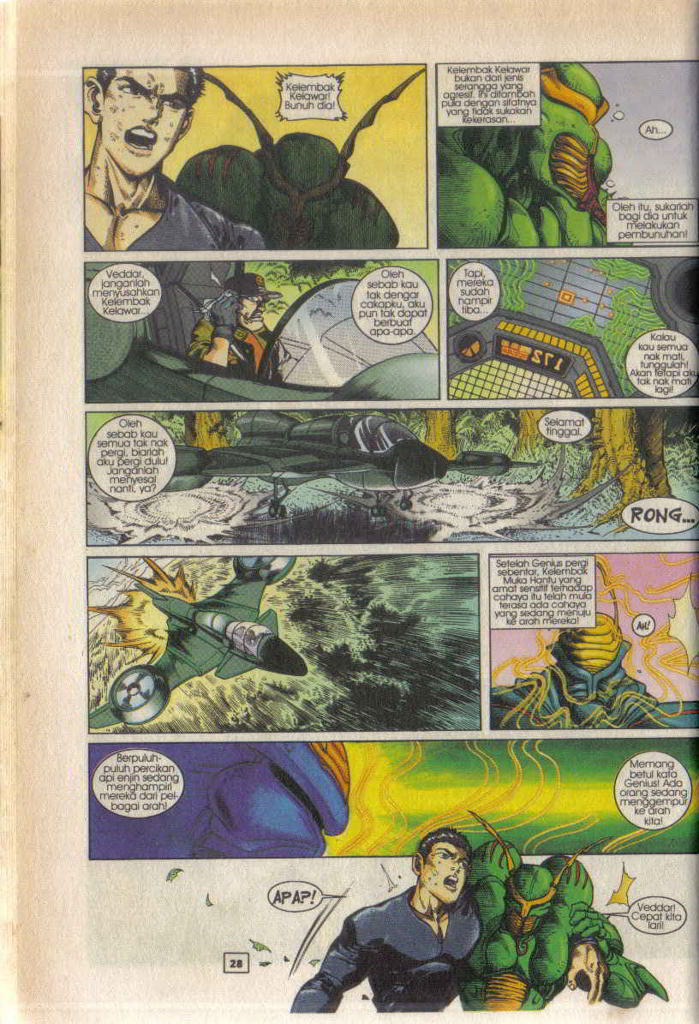 Kelembak
Kelawar!
Bunuh dia!
Kelembak Kelawar
bukan dari jenis
serangga yang
agresif. Ini ditambah
pula dengan sifatnya
yang tidak sukakan
kekerasan...
Ah...
Oleh itu, sukarlah
bagi dia untuk
melakukan
pembunuhan!
Veddar,
janganlah
menyusahkan
Kelembak
Kelawar...
Oleh
sebab kau
tak dengar
cakapku, aku
pun tak dapat
berbuat
apa-apa.
Tapi,
mereka
sudah
hampir
tiba...
Kalau
kau semua
nak mati,
tunggulah!
Akan tetapi aku
tak nak mati
lagi!
Oleh
sebab kau
semua tak nak
pergi, biarlah
aku pergi dulu!
Janganlah
menyesal
nanti, ya?
Selamat
tinggal.
RONG...
Setelah Genius pergi
sebentar, Kelembak
Muka Hantu yang
amat sensitif terhadap
cahaya itu telah mula
terasa ada cahaya
yang sedang menuju
ke arah mereka!
Ah!
Berpuluh-
puluh percikan
api enjin sedang
menghampiri
mereka dari pel-
bagai arah!
Memang
betul kata
Genius! Ada
orang sedang
menggempur
ke arah
kita!
APA?!
Veddar!
Cepat kita
lari!
28